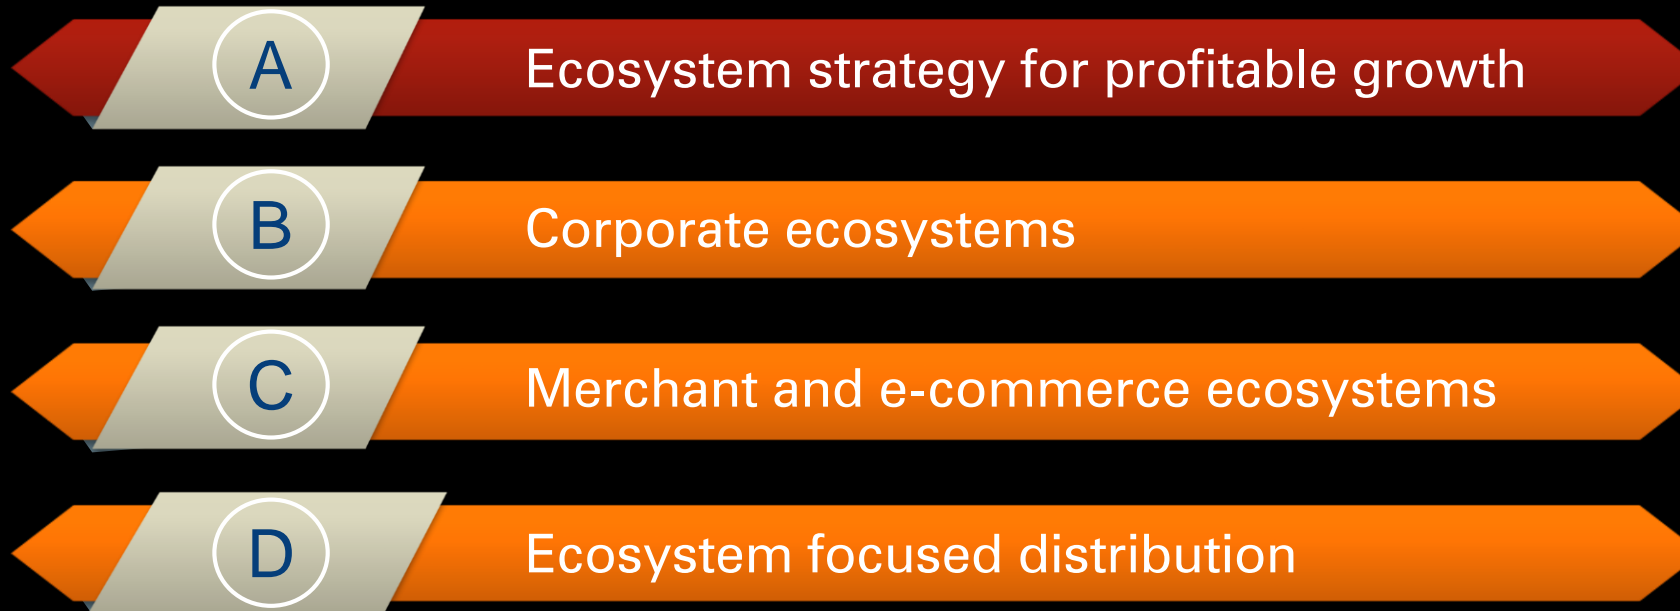 A Ecosystem strategy for profitable growth
B Corporate ecosystems
C Merchant and e-commerce ecosystems
D Ecosystem focused distribution